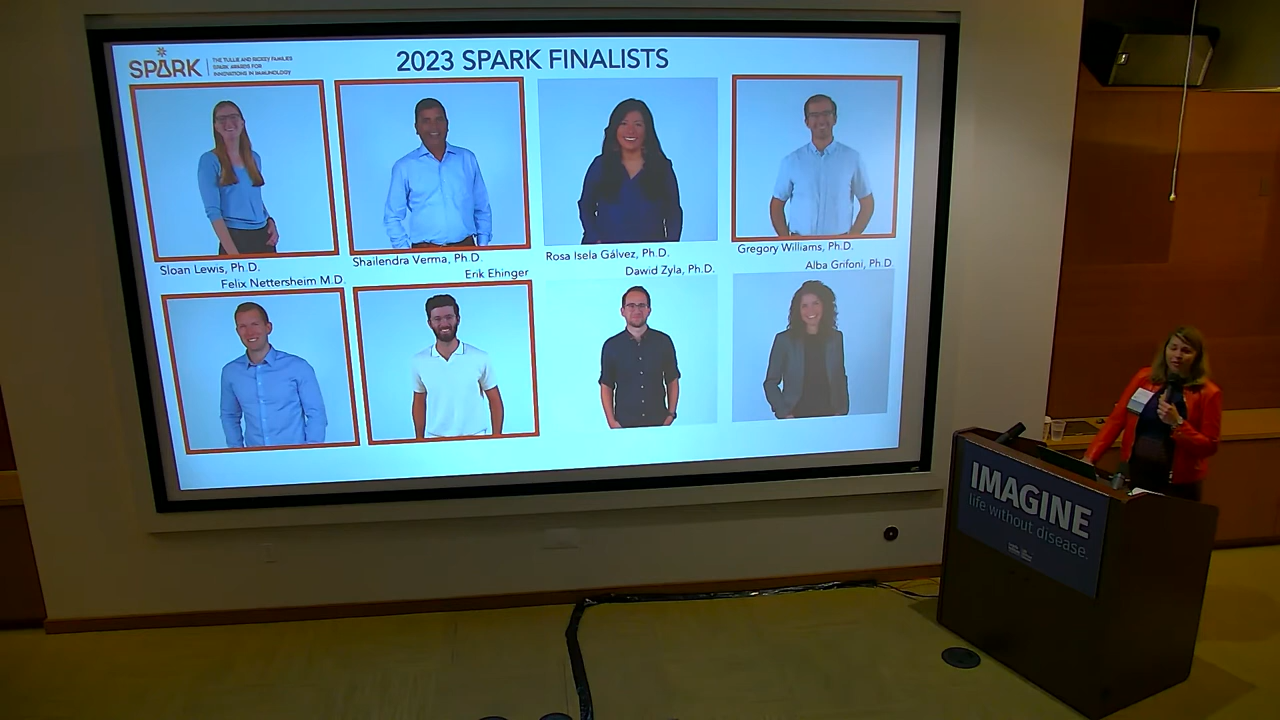 SPARK
THE TULLIE AND RICKEY FAMILIES
SPARK AWARDS FOR
INNOVATIONS IN IMMUNOLOGY
2023 SPARK FINALISTS
Sloan Lewis, Ph.D.
Shailendra Verma, Ph.D.
Rosa Isela Gálvez, Ph.D.
Gregory Williams, Ph.D.
Felix Nettersheim M.D.
Erik Ehinger
Dawid Zyla, Ph.D.
Alba Grifoni, Ph.D.
IMAGINE
life without disease.